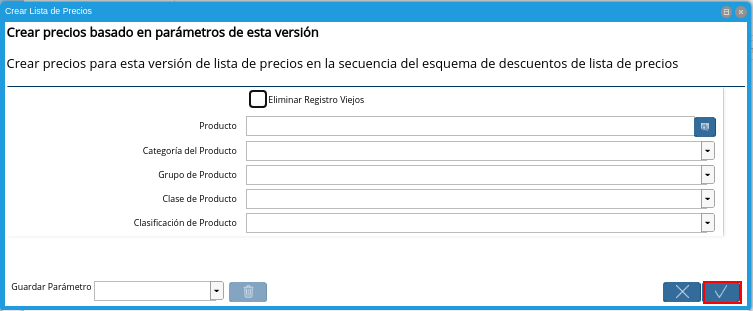 Crear Lista de Precios
Crear precios basado en parámetros de esta versión
Crear precios para esta versión de lista de precios en la secuencia del esquema de descuentos de lista de precios
Eliminar Registro Viejos
Producto
Categoría del Producto
Grupo de Producto
Clase de Producto
Clasificación de Producto
Guardar Parámetro